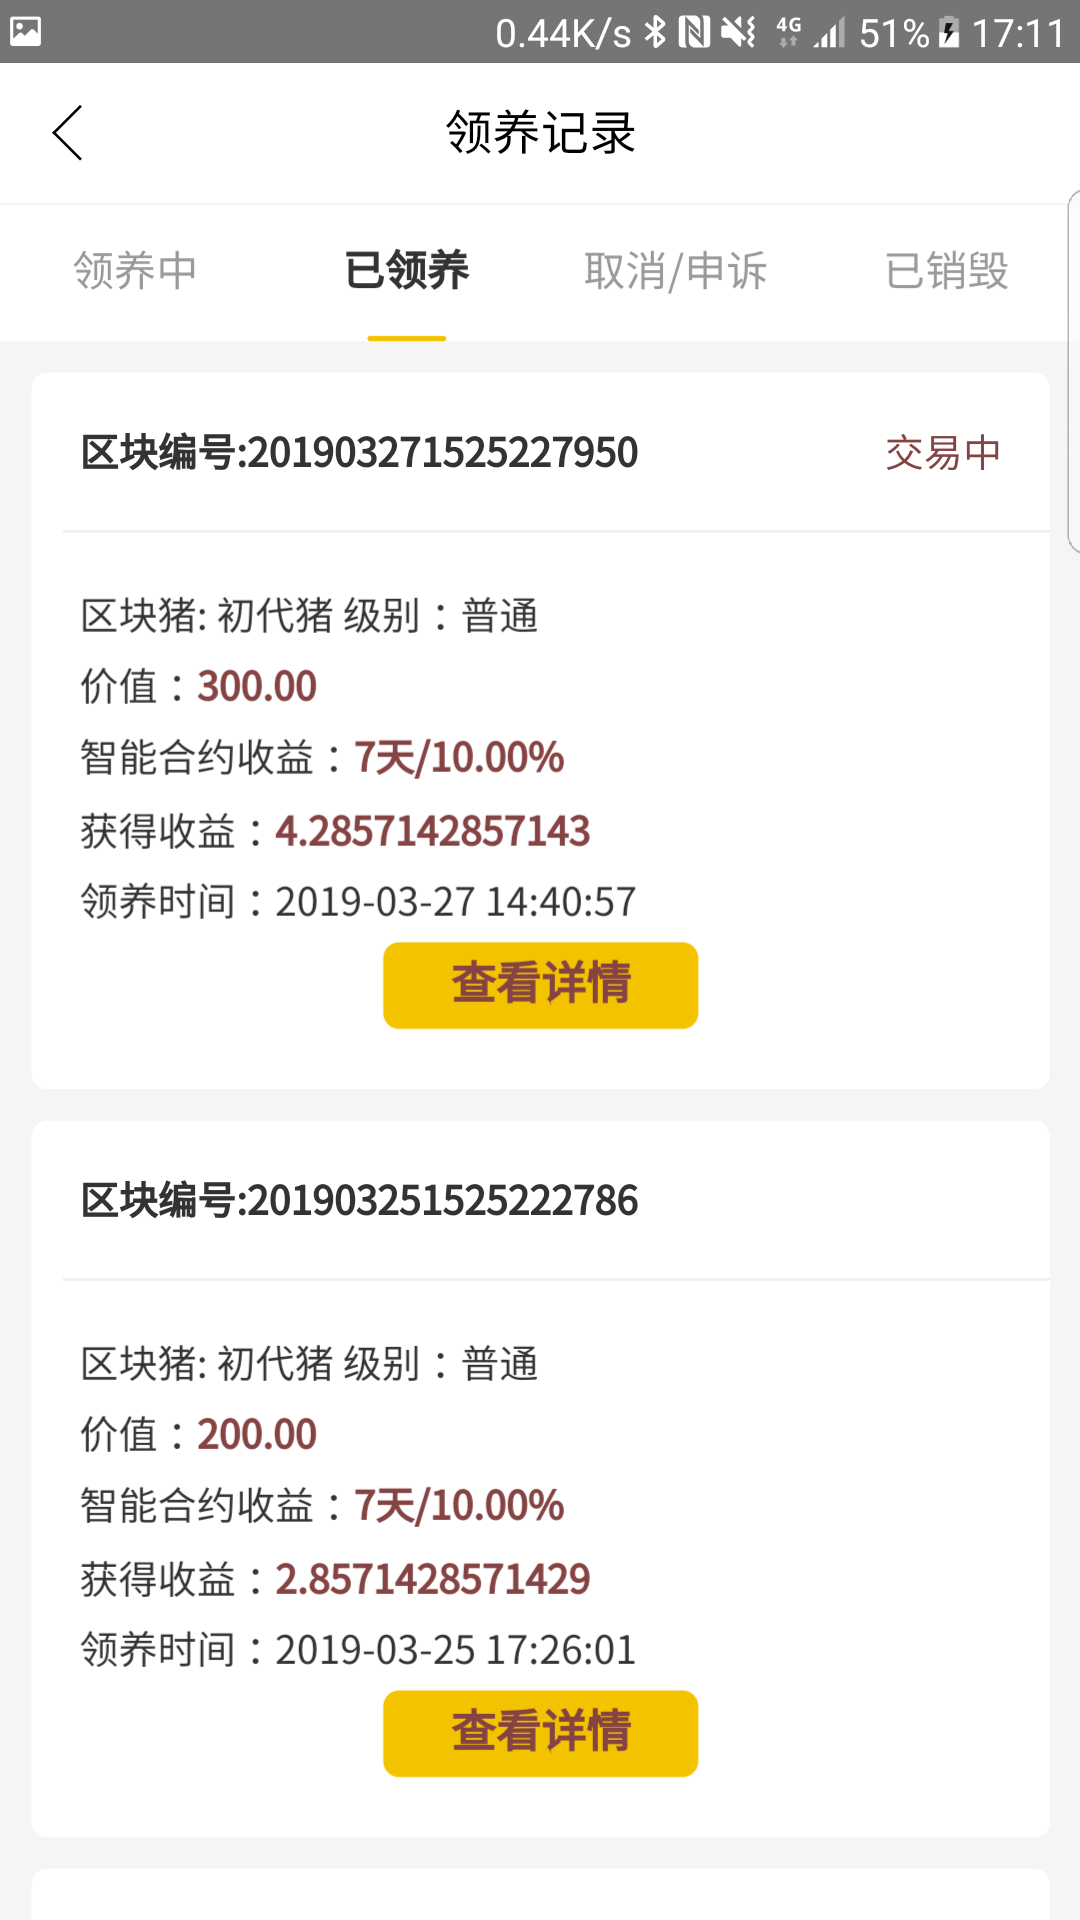 0.44K/s 4G 51% 17:11
领养记录
领养中 已领养 取消/申诉 已销毁
区块编号:201903271525227950 交易中
区块猪: 初代猪 级别：普通
价值：300.00
智能合约收益：7天/10.00%
获得收益：4.2857142857143
领养时间：2019-03-27 14:40:57
查看详情
区块编号:201903251525222786
区块猪: 初代猪 级别：普通
价值：200.00
智能合约收益：7天/10.00%
获得收益：2.8571428571429
领养时间：2019-03-25 17:26:01
查看详情